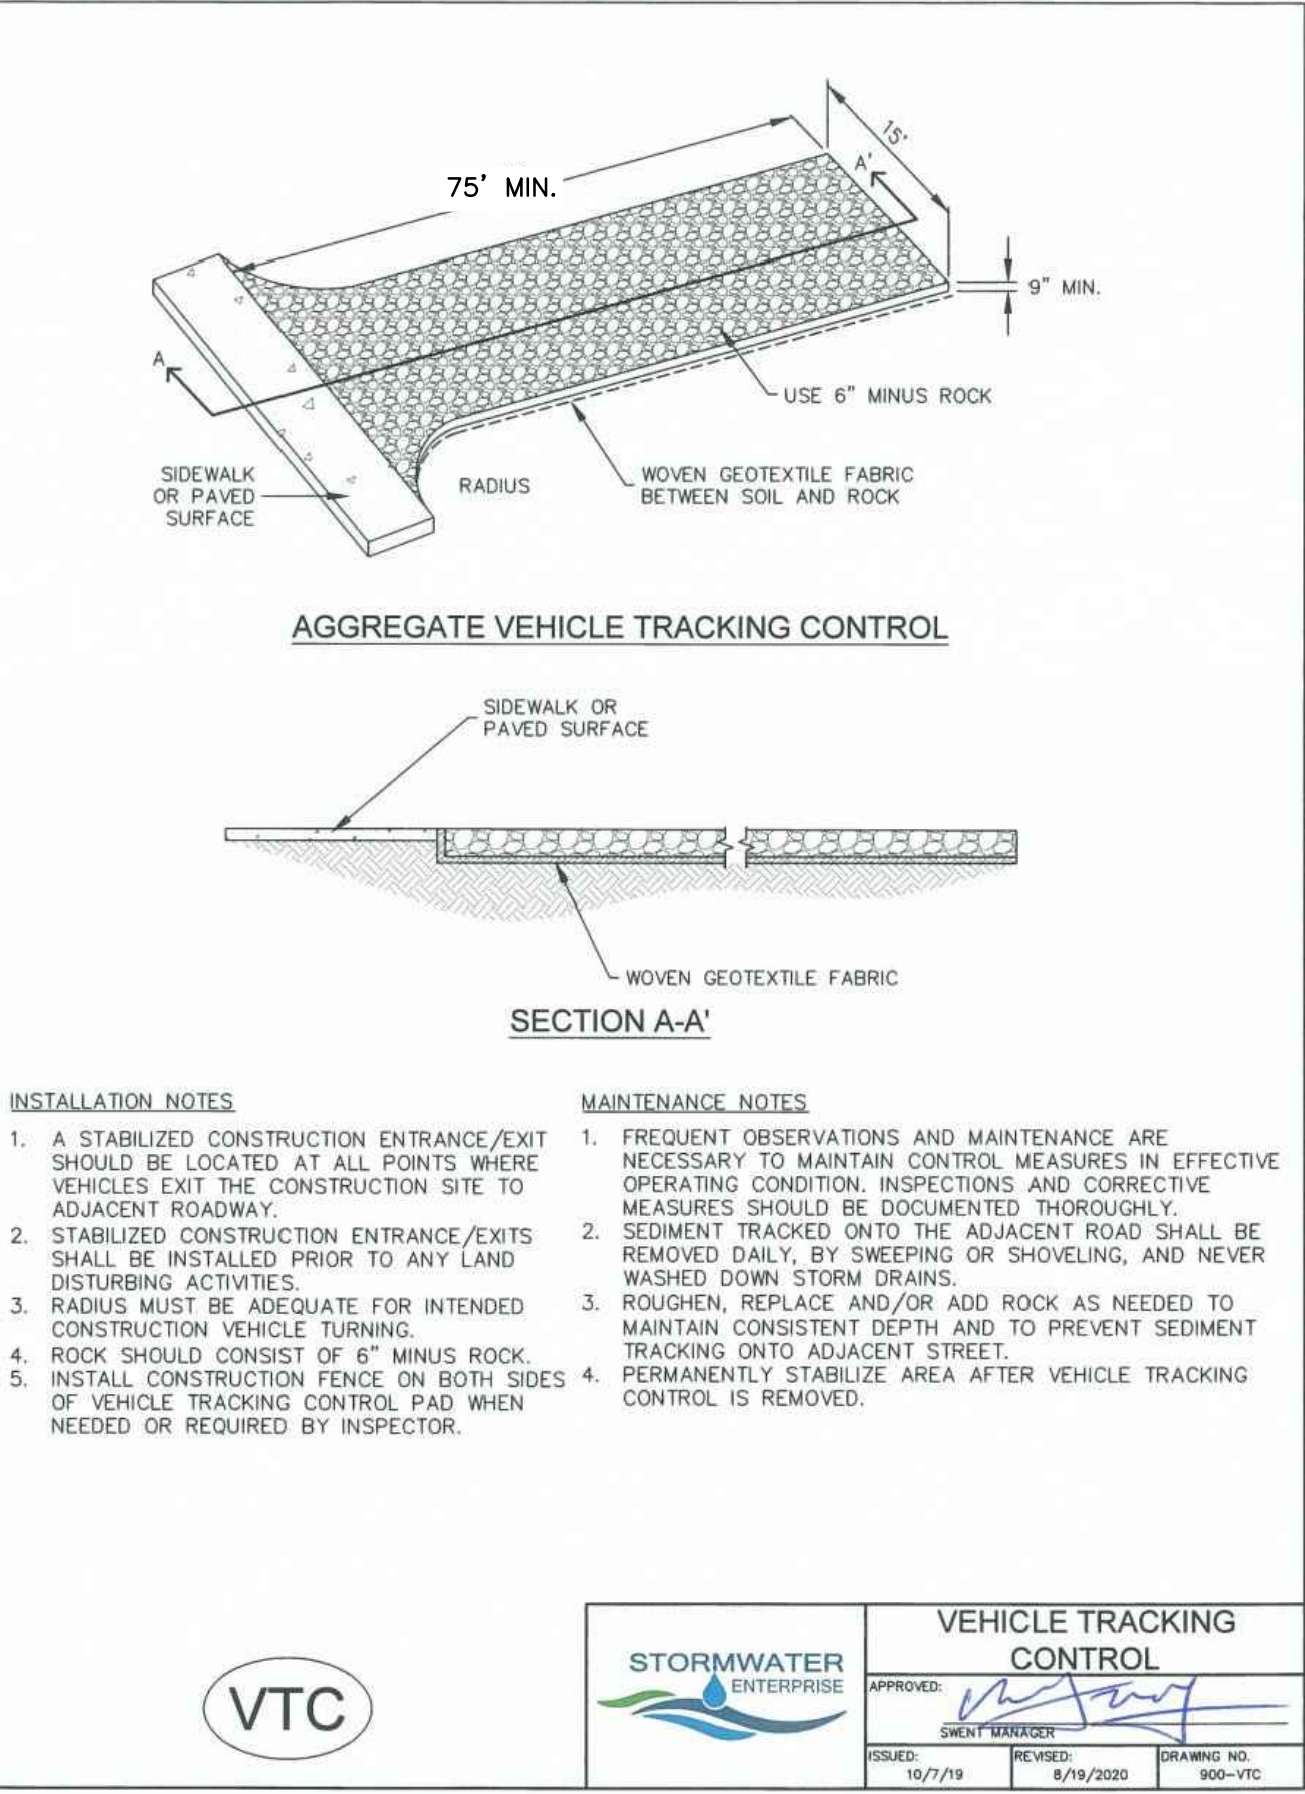 15'
A'
75' MIN.
9" MIN.
A
USE 6" MINUS ROCK
SIDEWALK
OR PAVED
SURFACE
RADIUS
WOVEN GEOTEXTILE FABRIC
BETWEEN SOIL AND ROCK
AGGREGATE VEHICLE TRACKING CONTROL
SIDEWALK OR
PAVED SURFACE
WOVEN GEOTEXTILE FABRIC
SECTION A-A'
INSTALLATION NOTES
1. A STABILIZED CONSTRUCTION ENTRANCE/EXIT
SHOULD BE LOCATED AT ALL POINTS WHERE
VEHICLES EXIT THE CONSTRUCTION SITE TO
ADJACENT ROADWAY.
2. STABILIZED CONSTRUCTION ENTRANCE/EXITS
SHALL BE INSTALLED PRIOR TO ANY LAND
DISTURBING ACTIVITIES.
3. RADIUS MUST BE ADEQUATE FOR INTENDED
CONSTRUCTION VEHICLE TURNING.
4. ROCK SHOULD CONSIST OF 6" MINUS ROCK.
5. INSTALL CONSTRUCTION FENCE ON BOTH SIDES
OF VEHICLE TRACKING CONTROL PAD WHEN
NEEDED OR REQUIRED BY INSPECTOR.
MAINTENANCE NOTES
1. FREQUENT OBSERVATIONS AND MAINTENANCE ARE
NECESSARY TO MAINTAIN CONTROL MEASURES IN EFFECTIVE
OPERATING CONDITION. INSPECTIONS AND CORRECTIVE
MEASURES SHOULD BE DOCUMENTED THOROUGHLY.
2. SEDIMENT TRACKED ONTO THE ADJACENT ROAD SHALL BE
REMOVED DAILY, BY SWEEPING OR SHOVELING, AND NEVER
WASHED DOWN STORM DRAINS.
3. ROUGHEN, REPLACE AND/OR ADD ROCK AS NEEDED TO
MAINTAIN CONSISTENT DEPTH AND TO PREVENT SEDIMENT
TRACKING ONTO ADJACENT STREET.
4. PERMANENTLY STABILIZE AREA AFTER VEHICLE TRACKING
CONTROL IS REMOVED.
VTC
STORMWATER
ENTERPRISE
VEHICLE TRACKING
CONTROL
APPROVED:
SWENT MANAGER
ISSUED:
10/7/19
REVISED:
8/19/2020
DRAWING NO.
900-VTC